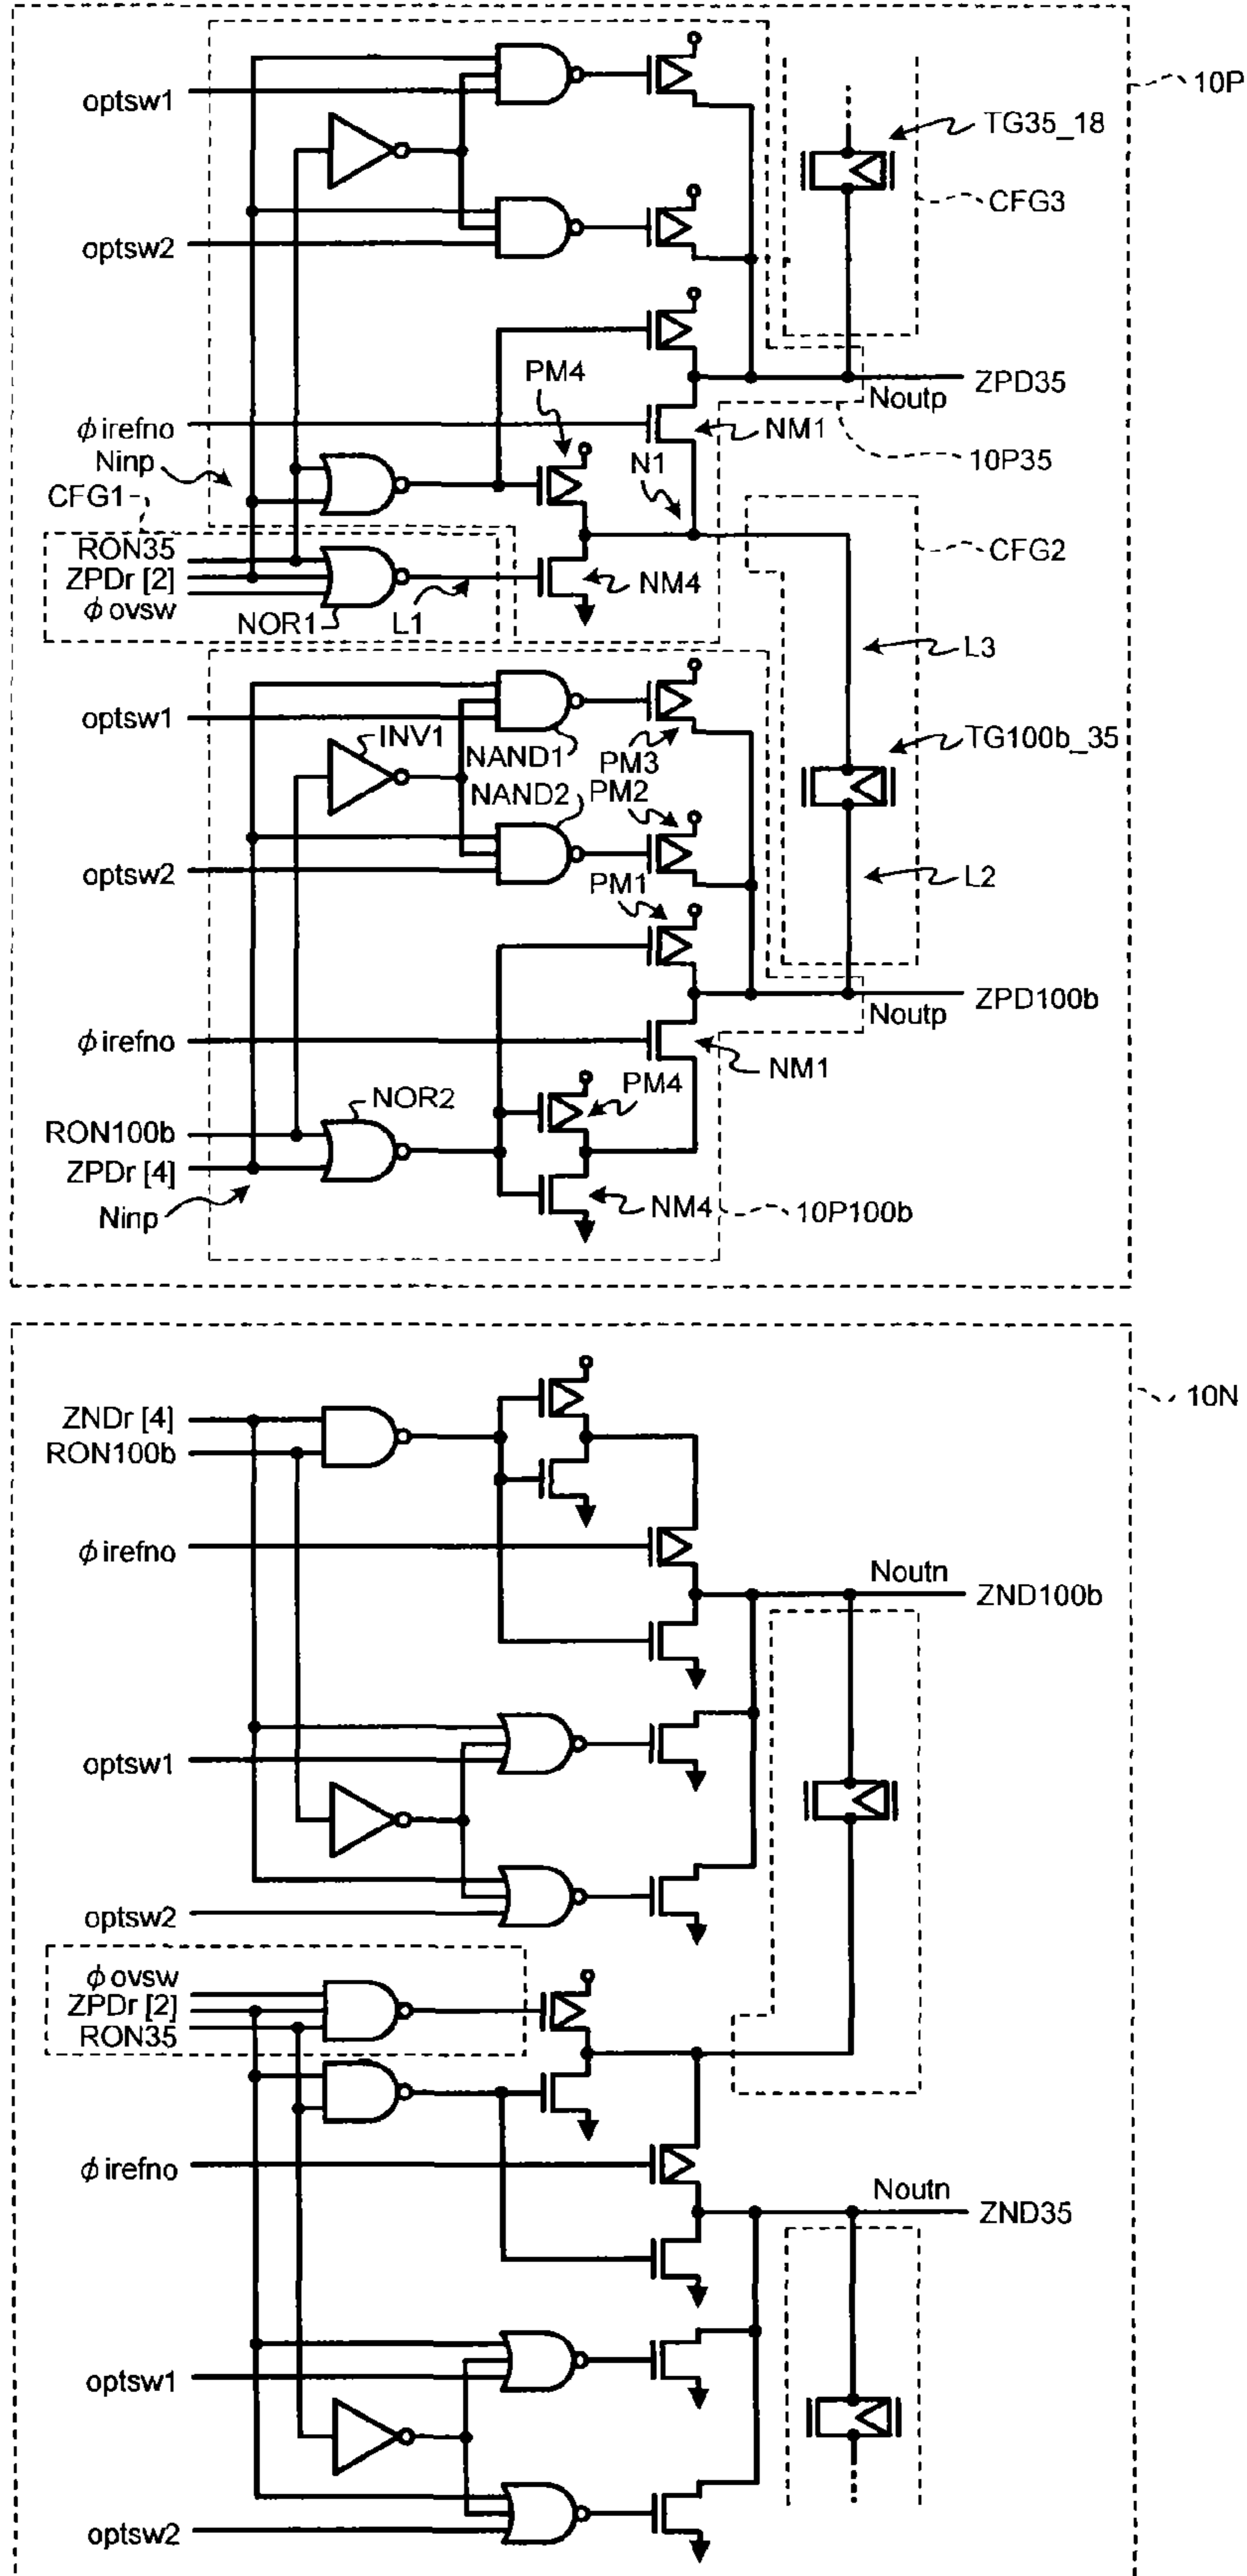 10P
optsw1
TG35_18
CFG3
optsw2
PM4
ZPD35
Noutp
ϕirefno
NM1
Ninp
N1
10P35
CFG1
RON35
CFG2
ZPDr [2]
NM4
ϕovsw
NOR1
L1
L3
optsw1
INV1
NAND1
PM3
TG100b_35
NAND2
PM2
optsw2
PM1
L2
ZPD100b
Noutp
ϕirefno
NM1
PM4
NOR2
RON100b
ZPDr [4]
Ninp
NM4
10P100b
ZNDr [4]
10N
RON100b
ϕirefno
Noutn
ZND100b
optsw1
optsw2
ϕovsw
ZPDr [2]
RON35
ϕirefno
Noutn
ZND35
optsw1
optsw2